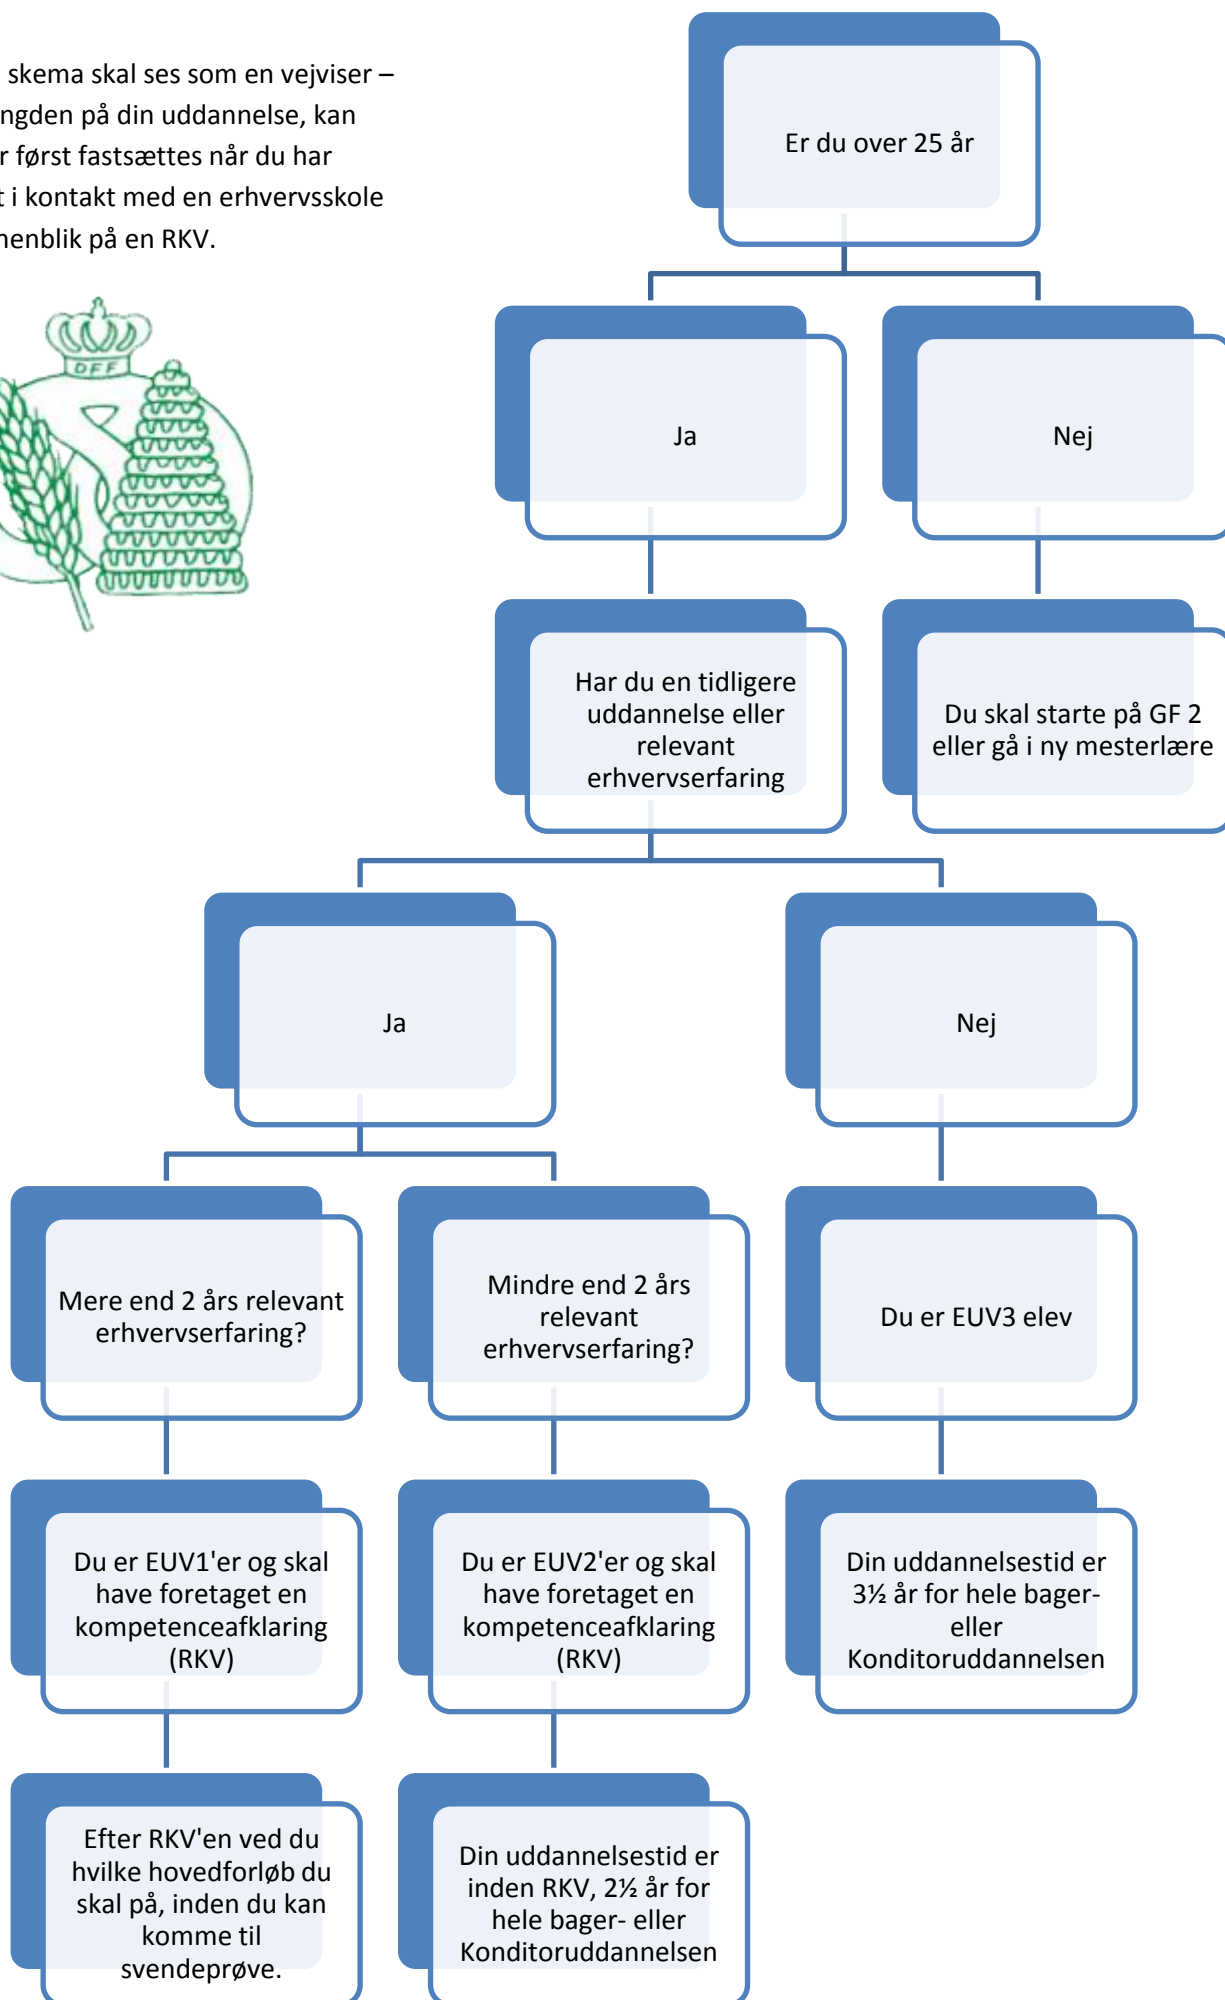 skema skal ses som en vejviser –
ngden på din uddannelse, kan
r først fastsættes når du har
t i kontakt med en erhvervsskole
nenblik på en RKV.
DFF
Er du over 25 år
Ja
Nej
Har du en tidligere
uddannelse eller
relevant
erhvervserfaring
Du skal starte på GF 2
eller gå i ny mesterlære
Ja
Nej
Mere end 2 års relevant
erhvervserfaring?
Mindre end 2 års
relevant
erhvervserfaring?
Du er EUV3 elev
Du er EUV1'er og skal
have foretaget en
kompetenceafklaring
(RKV)
Du er EUV2'er og skal
have foretaget en
kompetenceafklaring
(RKV)
Din uddannelsestid er
3½ år for hele bager-
eller
Konditoruddannelsen
Efter RKV'en ved du
hvilke hovedforløb du
skal på, inden du kan
komme til
svendeprøve.
Din uddannelsestid er
inden RKV, 2½ år for
hele bager- eller
Konditoruddannelsen